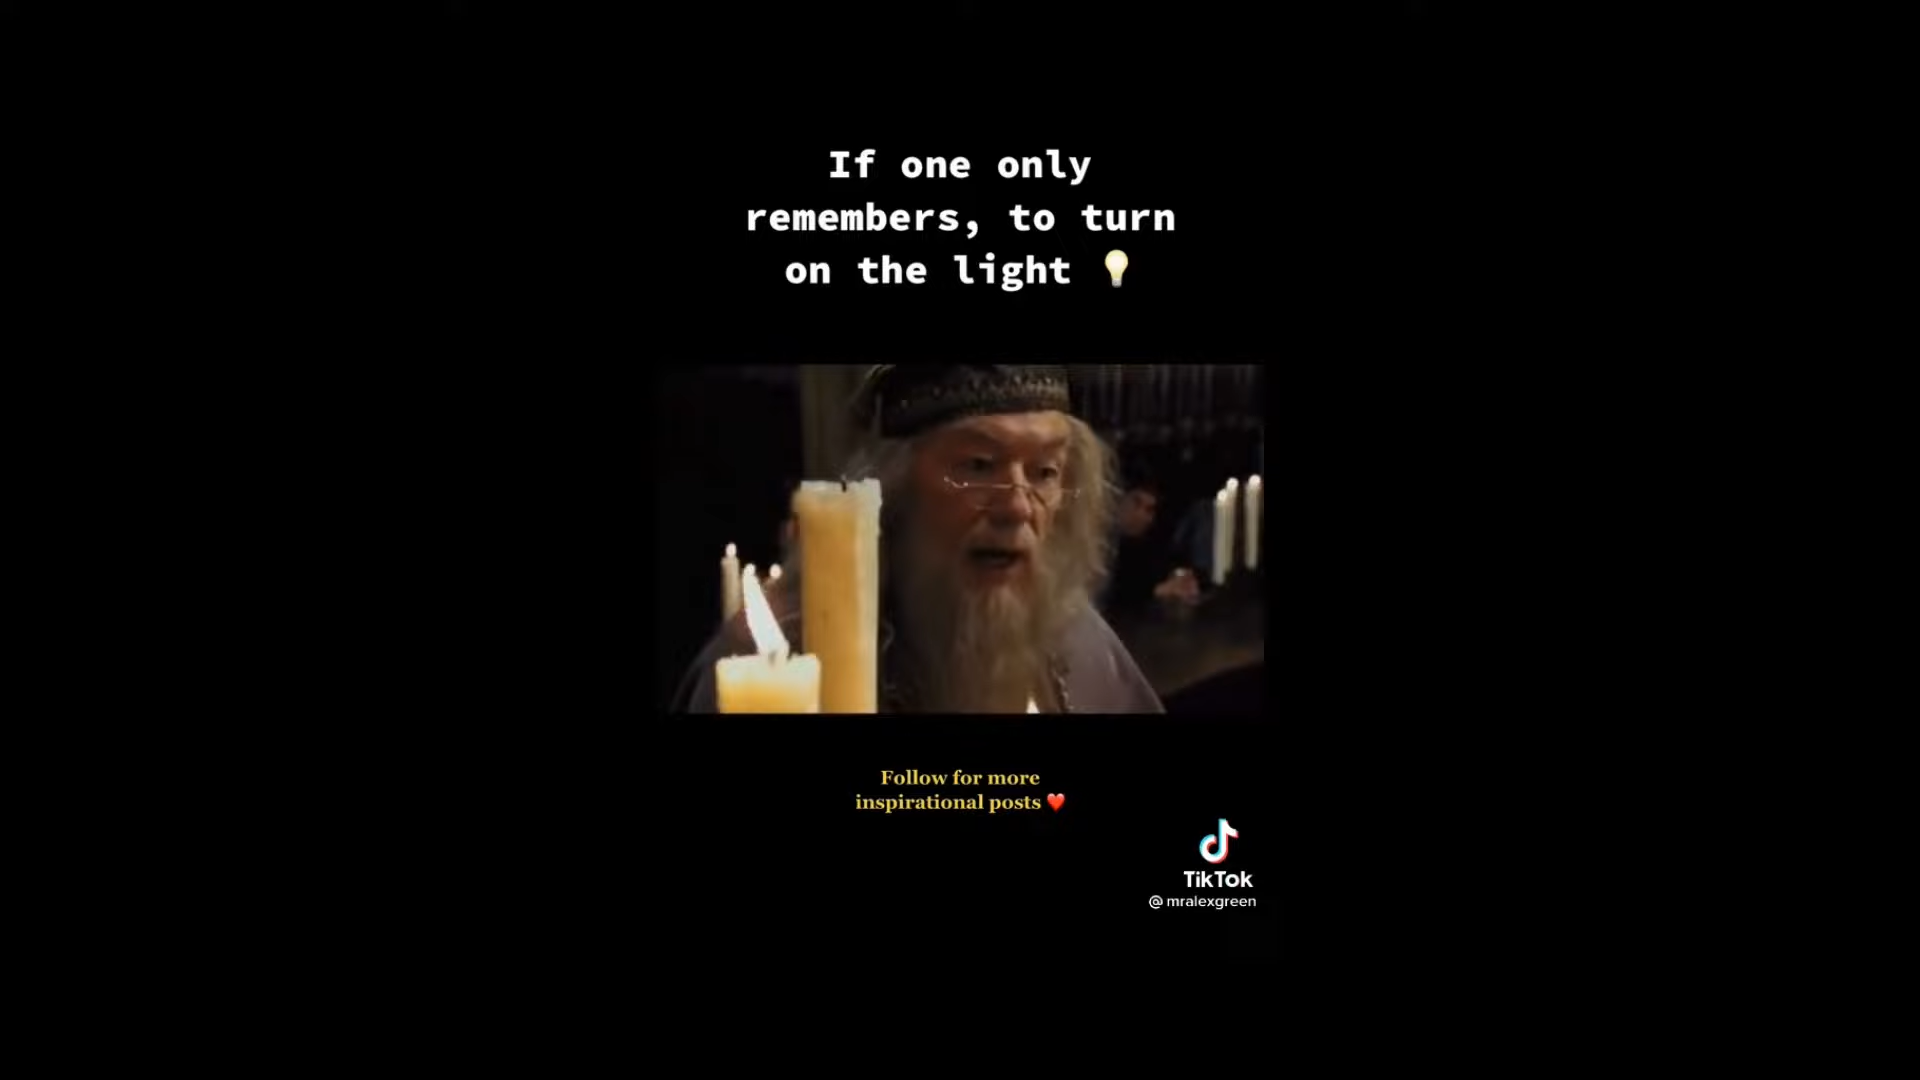 If one only
remembers, to turn
on the light 💡
Follow for more
inspirational posts ❤️
TikTok
@mralexgreen